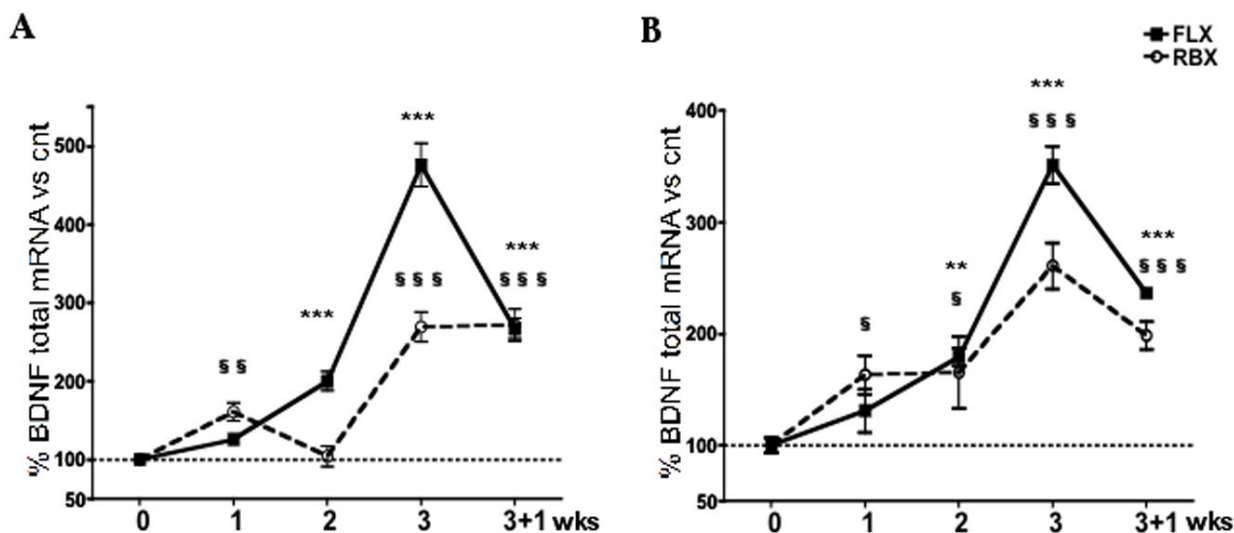 A
% BDNF total mRNA vs cnt
500
400
300
200
100
50
§ §
***
***
§ § §
***
§ § §
0 1 2 3 3+1 wks
B
FLX
RBX
% BDNF total mRNA vs cnt
400
300
200
100
50
§
**
§
***
§ § §
***
§ § §
0 1 2 3 3+1 wks